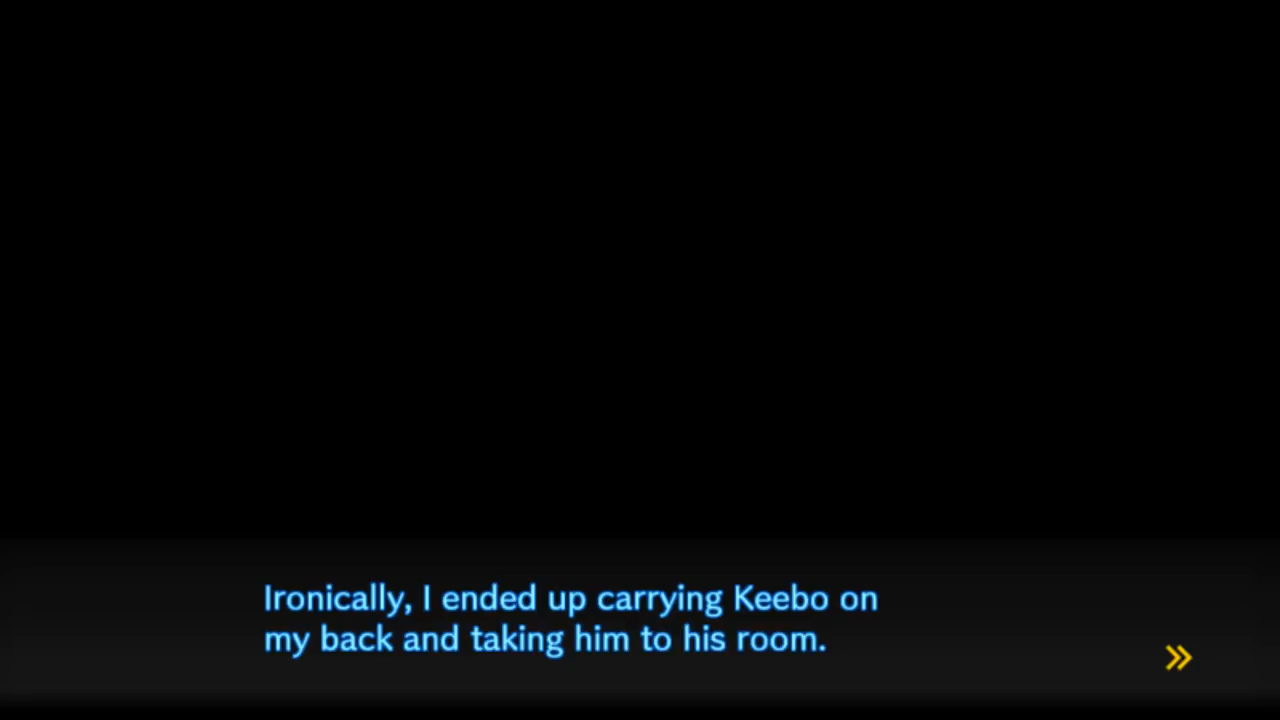 Ironically, I ended up carrying Keebo on
my back and taking him to his room.